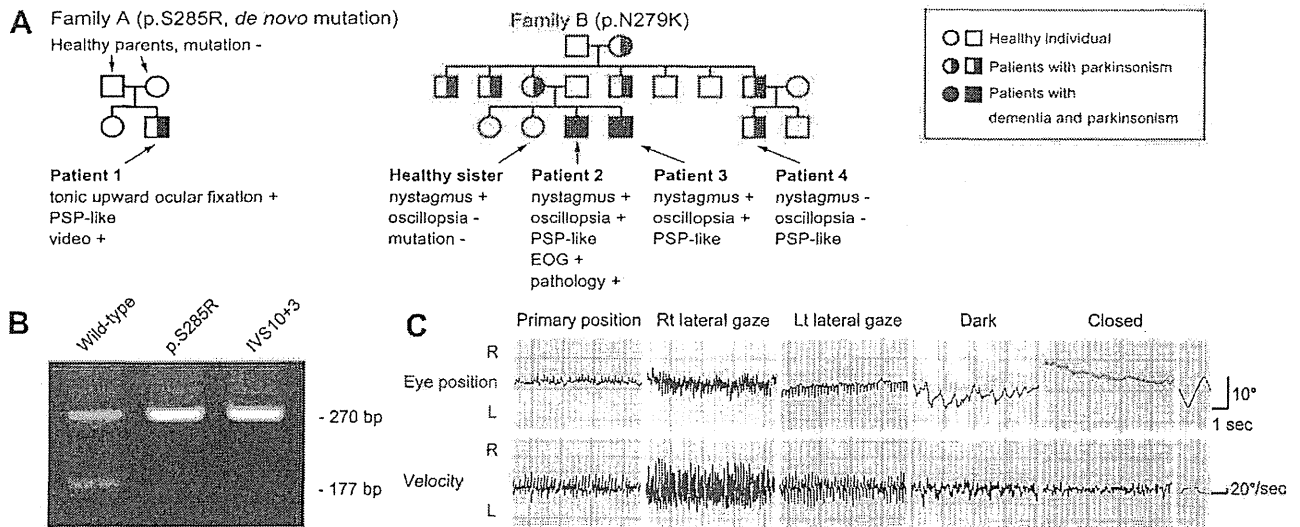 A
Family A (p.S285R, de novo mutation)
Healthy parents, mutation -
Patient 1
tonic upward ocular fixation +
PSP-like
video +
Family B (p.N279K)
Healthy sister
nystagmus +
oscillopsia -
mutation -
Patient 2
nystagmus +
oscillopsia +
PSP-like
EOG +
pathology +
Patient 3
nystagmus +
oscillopsia +
PSP-like
Patient 4
nystagmus -
oscillopsia -
PSP-like
Healthy individual
Patients with parkinsonism
Patients with
dementia and parkinsonism
B
Wild-type
p.S285R
IVS10+3
- 270 bp
- 177 bp
C
Primary position
Rt lateral gaze
Lt lateral gaze
Dark
Closed
R
Eye position
L
10°
1 sec
R
Velocity
L
20°/sec